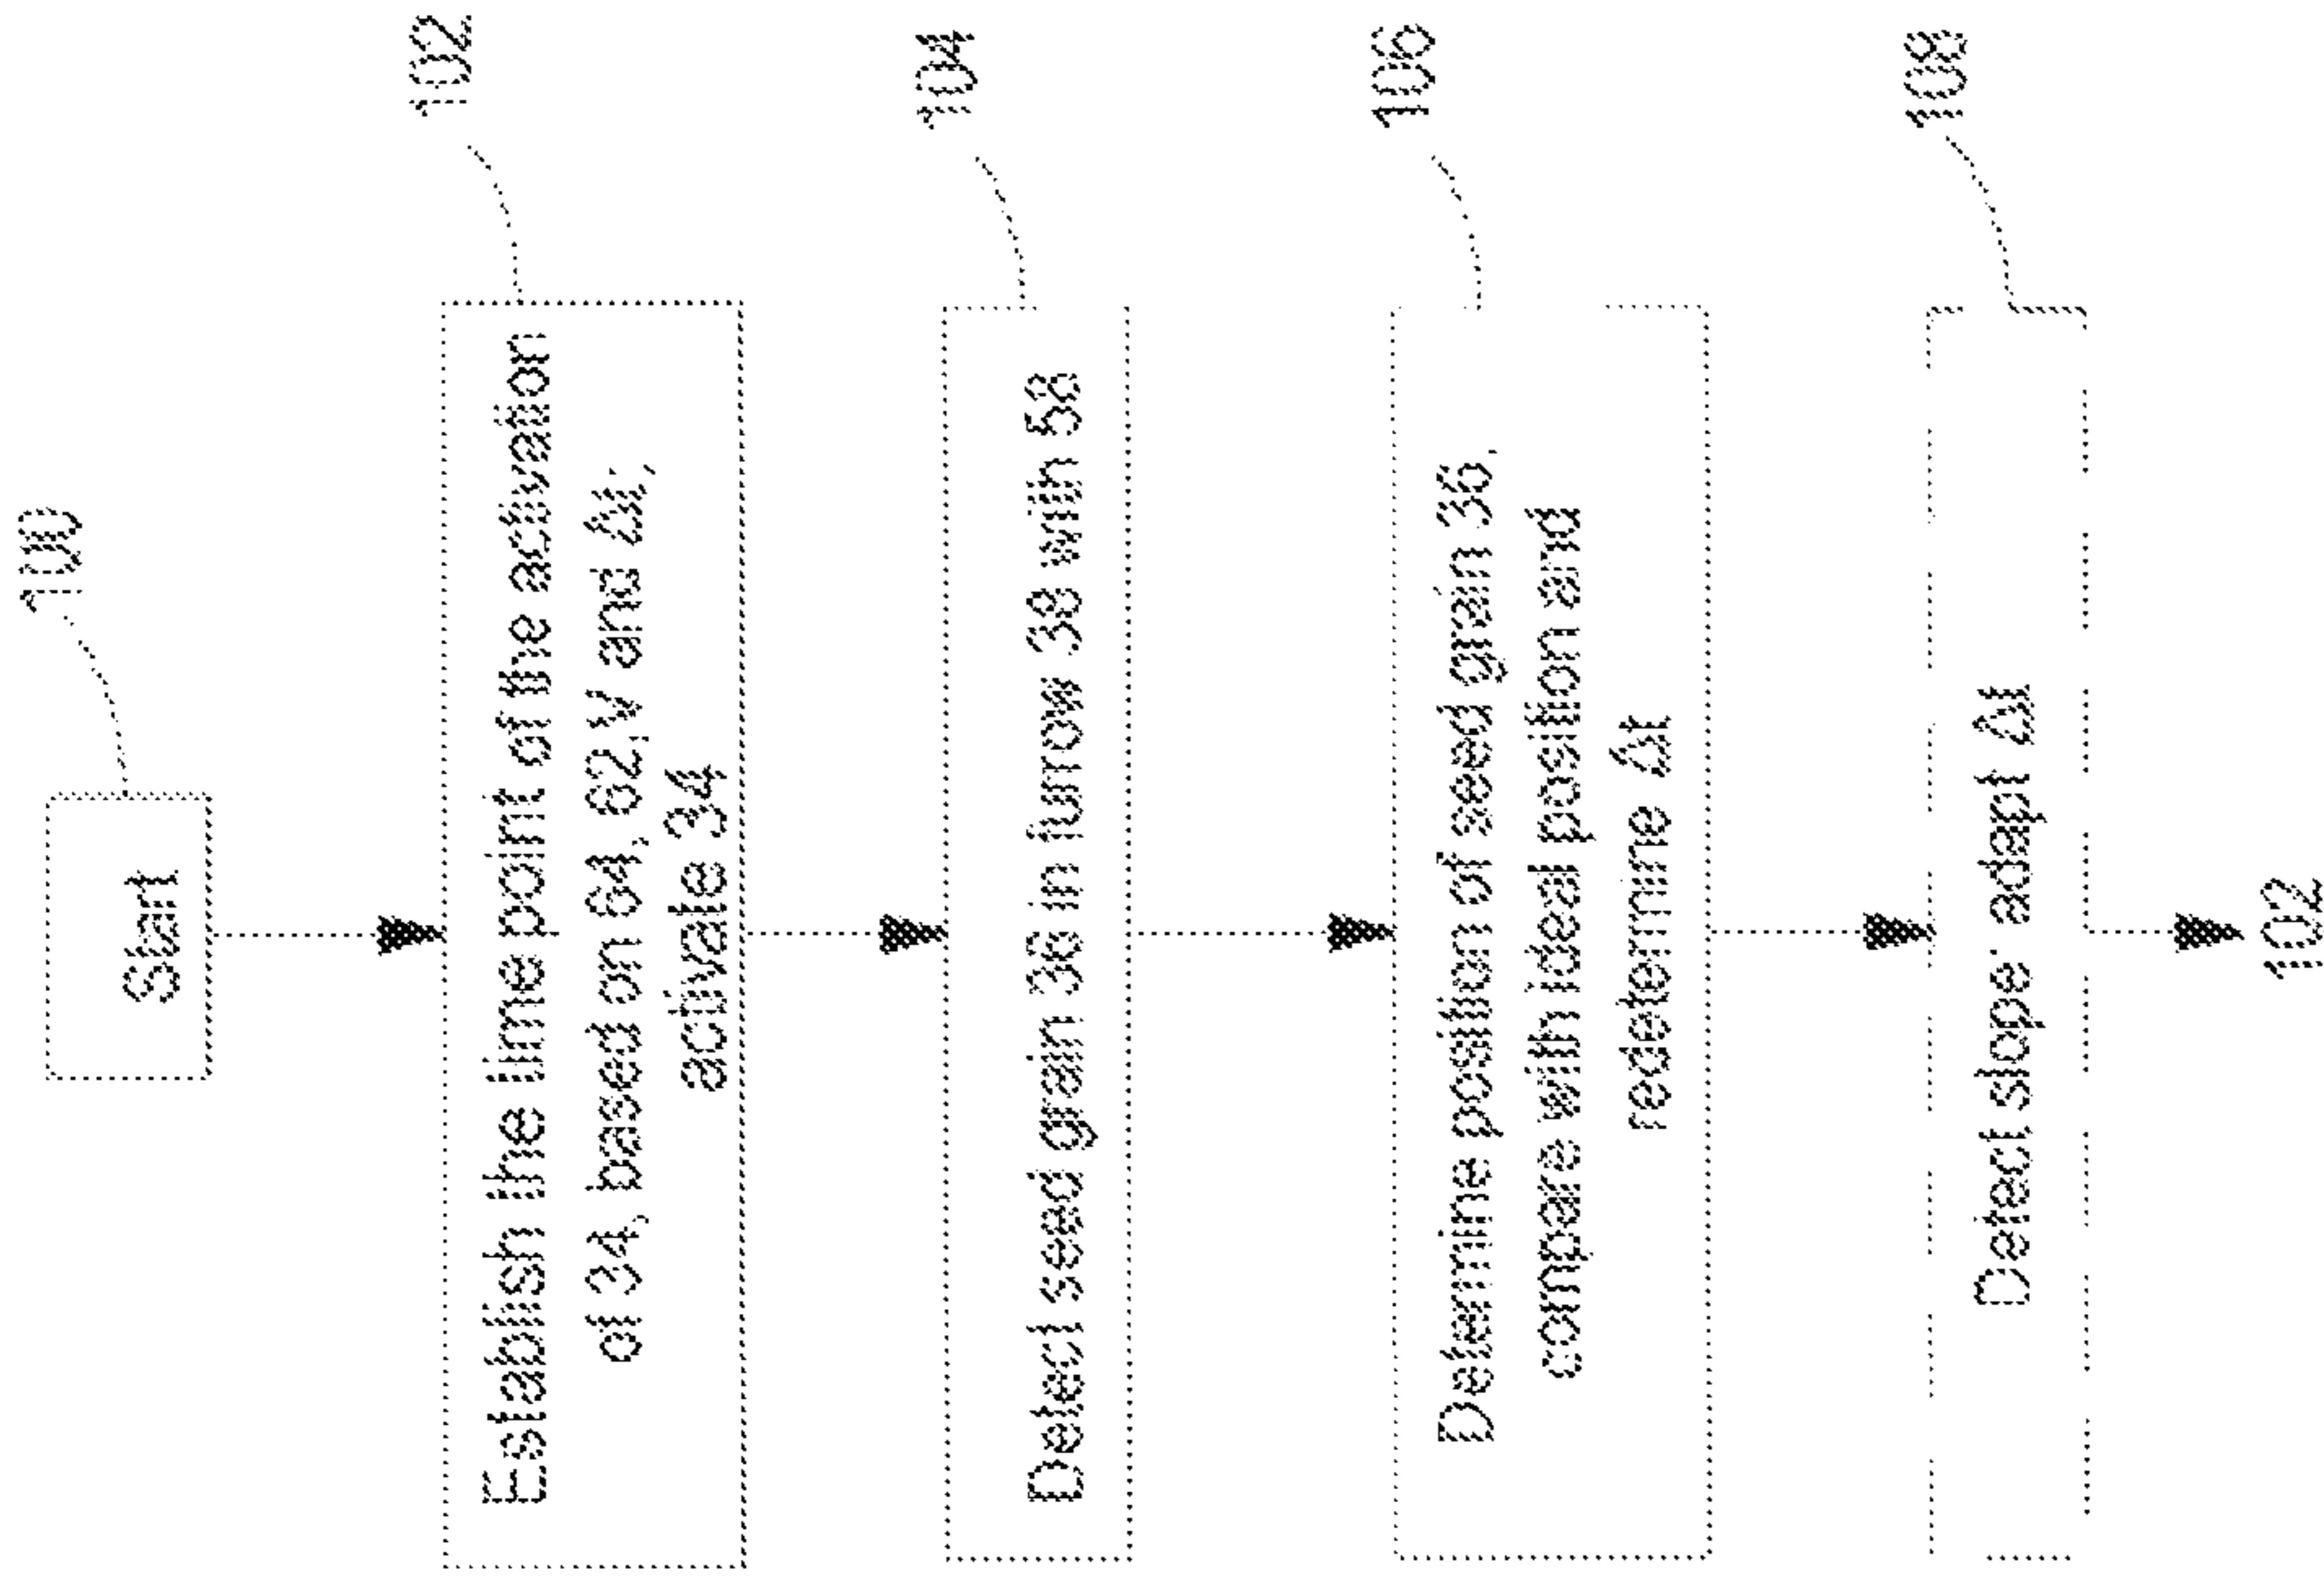 100
Start
102
Establish the time point of the activation
of 34, based on 64, 62,V and Δt;
activate 34
104
Detect seed grain 36 in furrow 38 with 58
106
Determine position of seed grain 36,
compare with ideal position and
redetermine Δt
108
Detect slope; adapt Δt
102